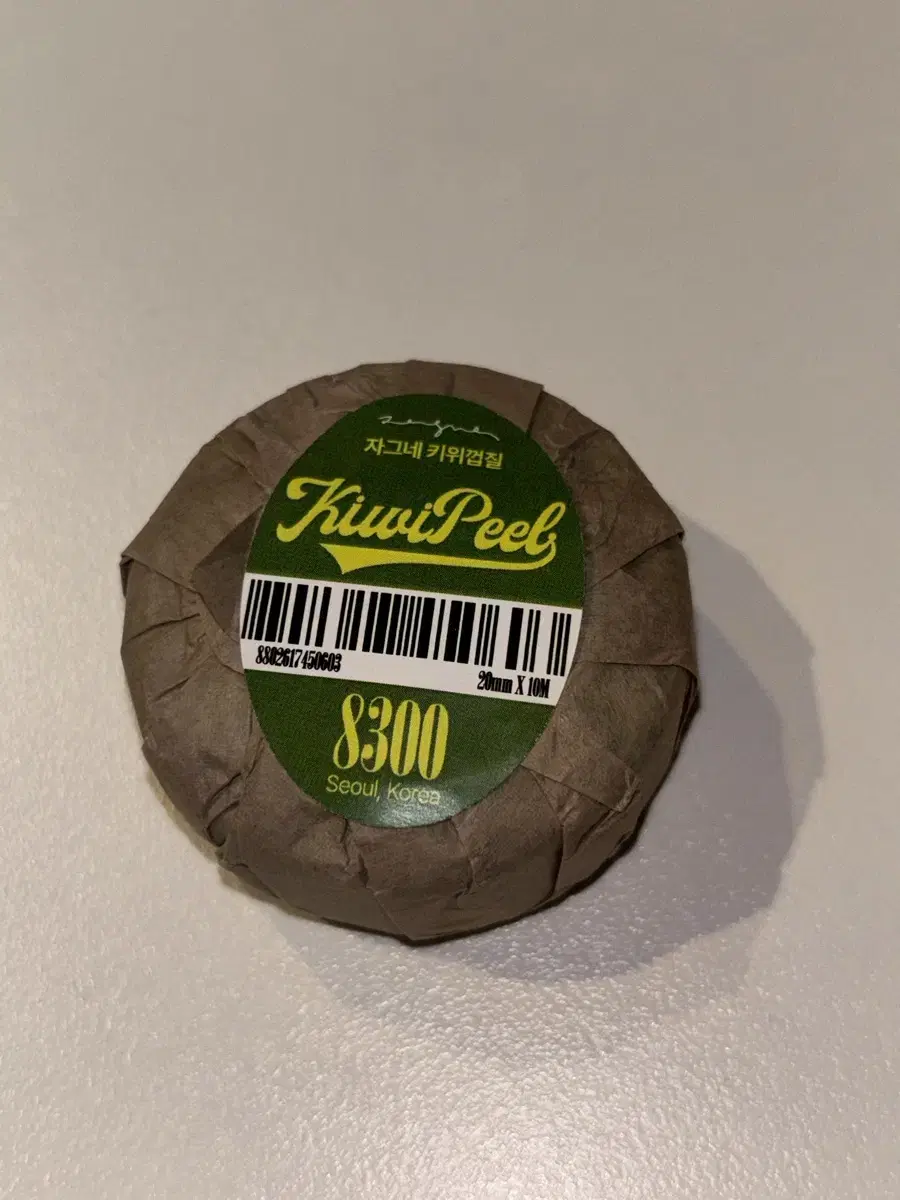 자그네 키위껍질
KiwiPeel
8802617450603
20mm X 10M
8300
Seoul, Korea